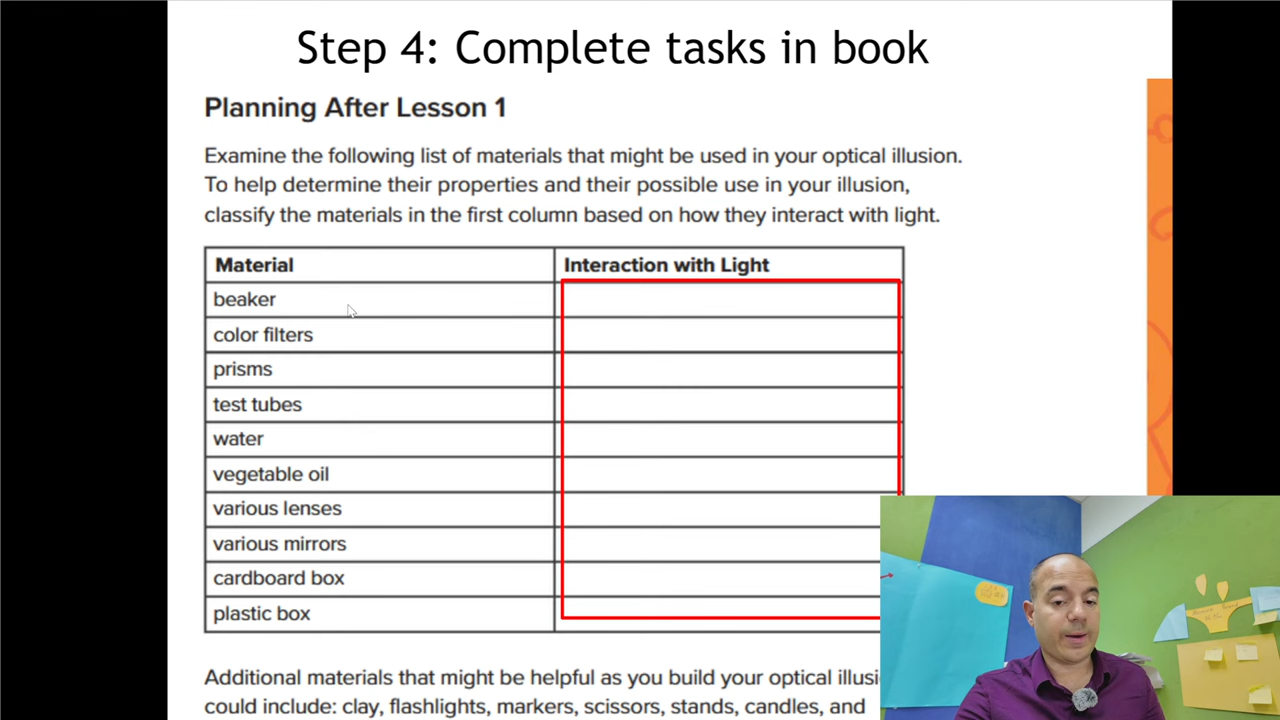 Step 4: Complete tasks in book
Planning After Lesson 1
Examine the following list of materials that might be used in your optical illusion.
To help determine their properties and their possible use in your illusion,
classify the materials in the first column based on how they interact with light.
Material Interaction with Light
beaker
color filters
prisms
test tubes
water
vegetable oil
various lenses
various mirrors
cardboard box
plastic box
Additional materials that might be helpful as you build your optical
could include: clay, flashlights, markers, scissors, stands, candles, and